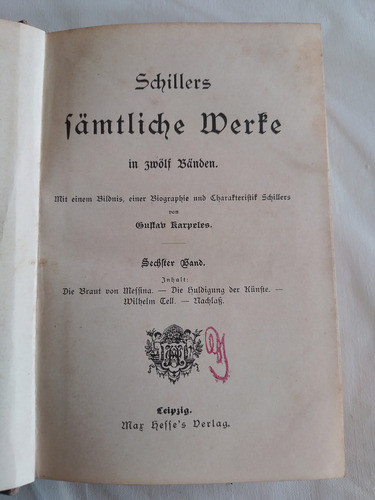 Schillers
sämtliche Werke
in zwölf Bänden.
Mit einem Bildnis, einer Biographie und Charakteristik Schillers
von
Gustav Karpeles.
Sechster Band.
Inhalt:
Die Braut von Messina. — Die Huldigung der Künste. —
Wilhelm Tell. — Nachlaß.
Leipzig.
Max Hesse's Verlag.